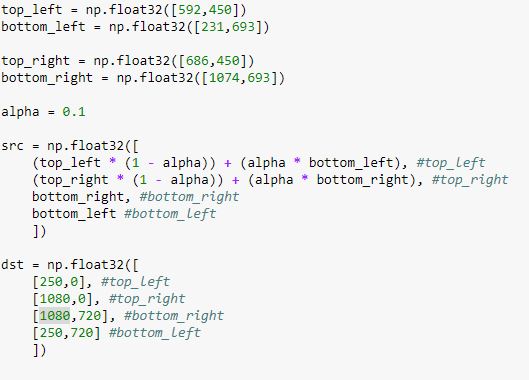 top_left = np.float32([592,450])
bottom_left = np.float32([231,693])
top_right = np.float32([686,450])
bottom_right = np.float32([1074,693])
alpha = 0.1
src = np.float32([
(top_left * (1 - alpha)) + (alpha * bottom_left), #top_left
(top_right * (1 - alpha)) + (alpha * bottom_right), #top_right
bottom_right, #bottom_right
bottom_left #bottom_left
])
dst = np.float32([
[250,0], #top_left
[1080,0], #top_right
[1080,720], #bottom_right
[250,720] #bottom_left
])